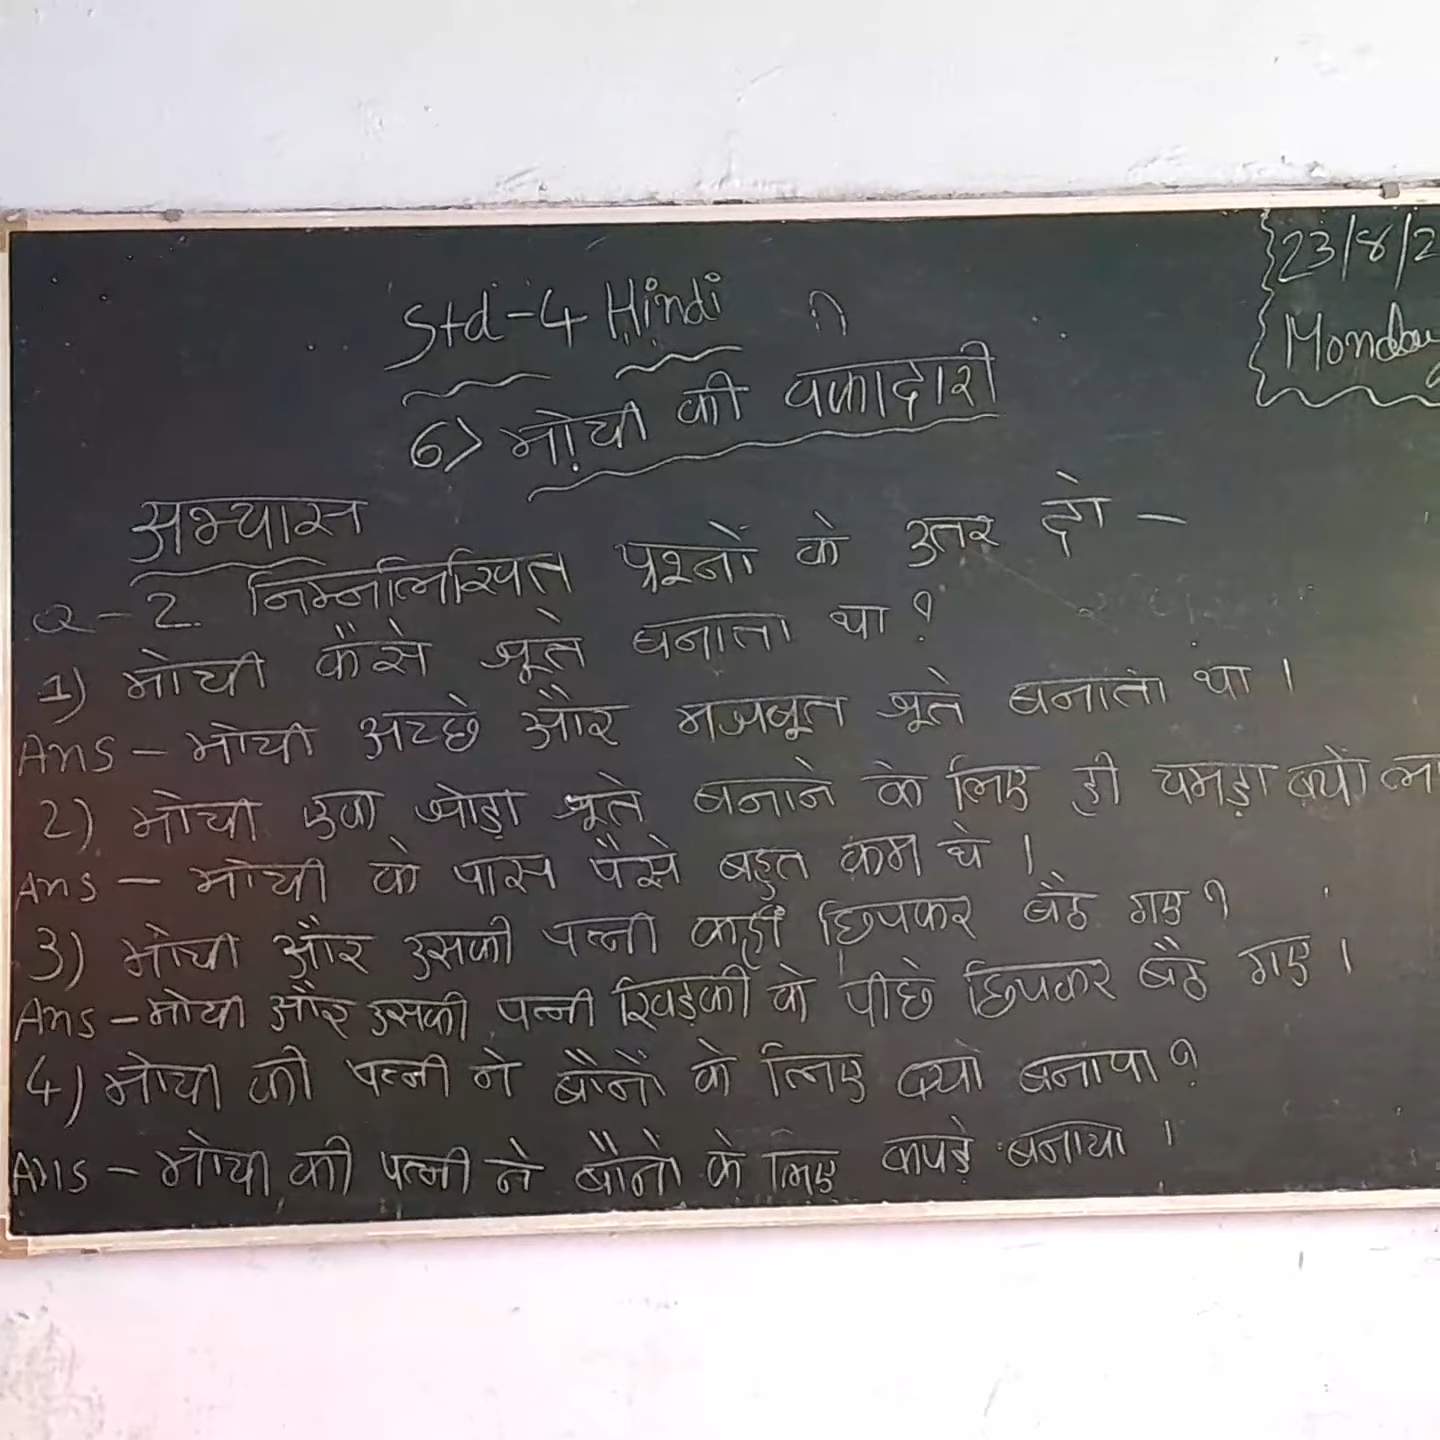 23/8/2
Monday
Std-4 Hindi
6) मोची की वफादारी
अभ्यास
Q-2. निम्नलिखित प्रश्नों के उतर दो -
1) मोची कैसे जूते बनाता था?
Ans - मोची अच्छे और मजबूत जूते बनाता था।
2) मोची एक जोड़ा जूते बनाने के लिए ही चमड़ा क्यों ला
Ans - मोची के पास पैसे बहुत कम थे।
3) मोची और उसकी पत्नी कहाँ छिपकर बैठ गए?
Ans - मोची और उसकी पत्नी खिड़की के पीछे छिपकर बैठ गए।
4) मोची की पत्नी ने बौनों के लिए क्या बनाया?
Ans - मोची की पत्नी ने बौनों के लिए कपड़े बनाया।